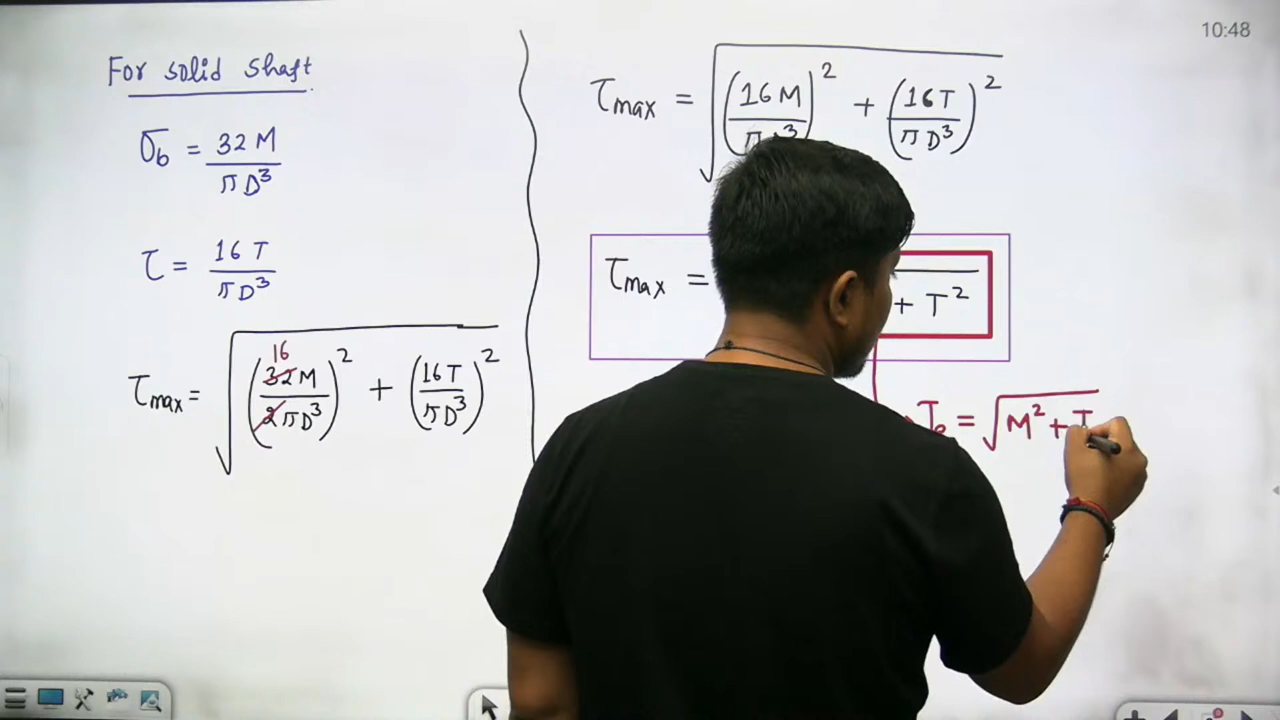 For solid shaft
σb = 32 M / π D³
τ = 16 T / π D³
τmax = √( (16 32 M / 2 π D³)² + (16 T / π D³)² )
10:48
τmax = √( (16 M / π D³)² + (16 T / π D³)² )
τmax = + T²
= √ M² + T